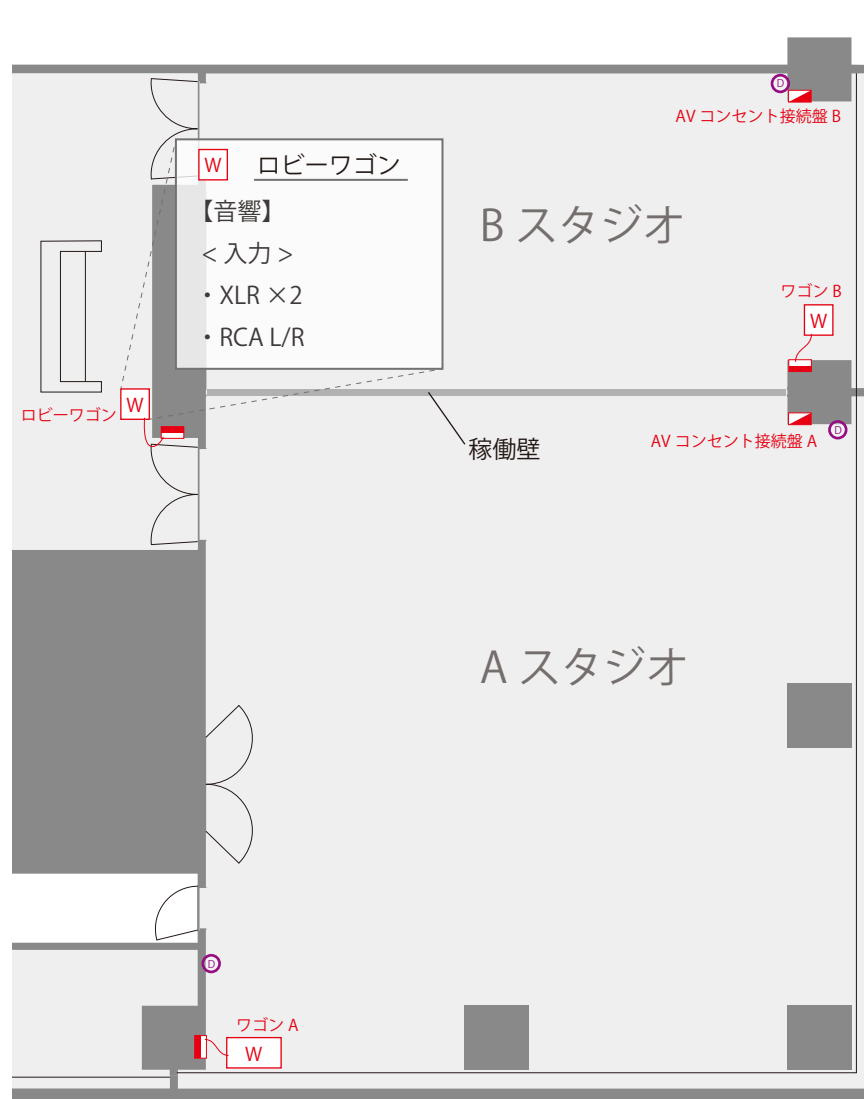 D
AV コンセント接続盤 B
W ロビーワゴン
【音響】
< 入力 >
・ XLR ×2
・ RCA L/R
B スタジオ
ワゴン B
W
ロビーワゴン W
稼働壁
AV コンセント接続盤 A
D
A スタジオ
D
ワゴン A
W